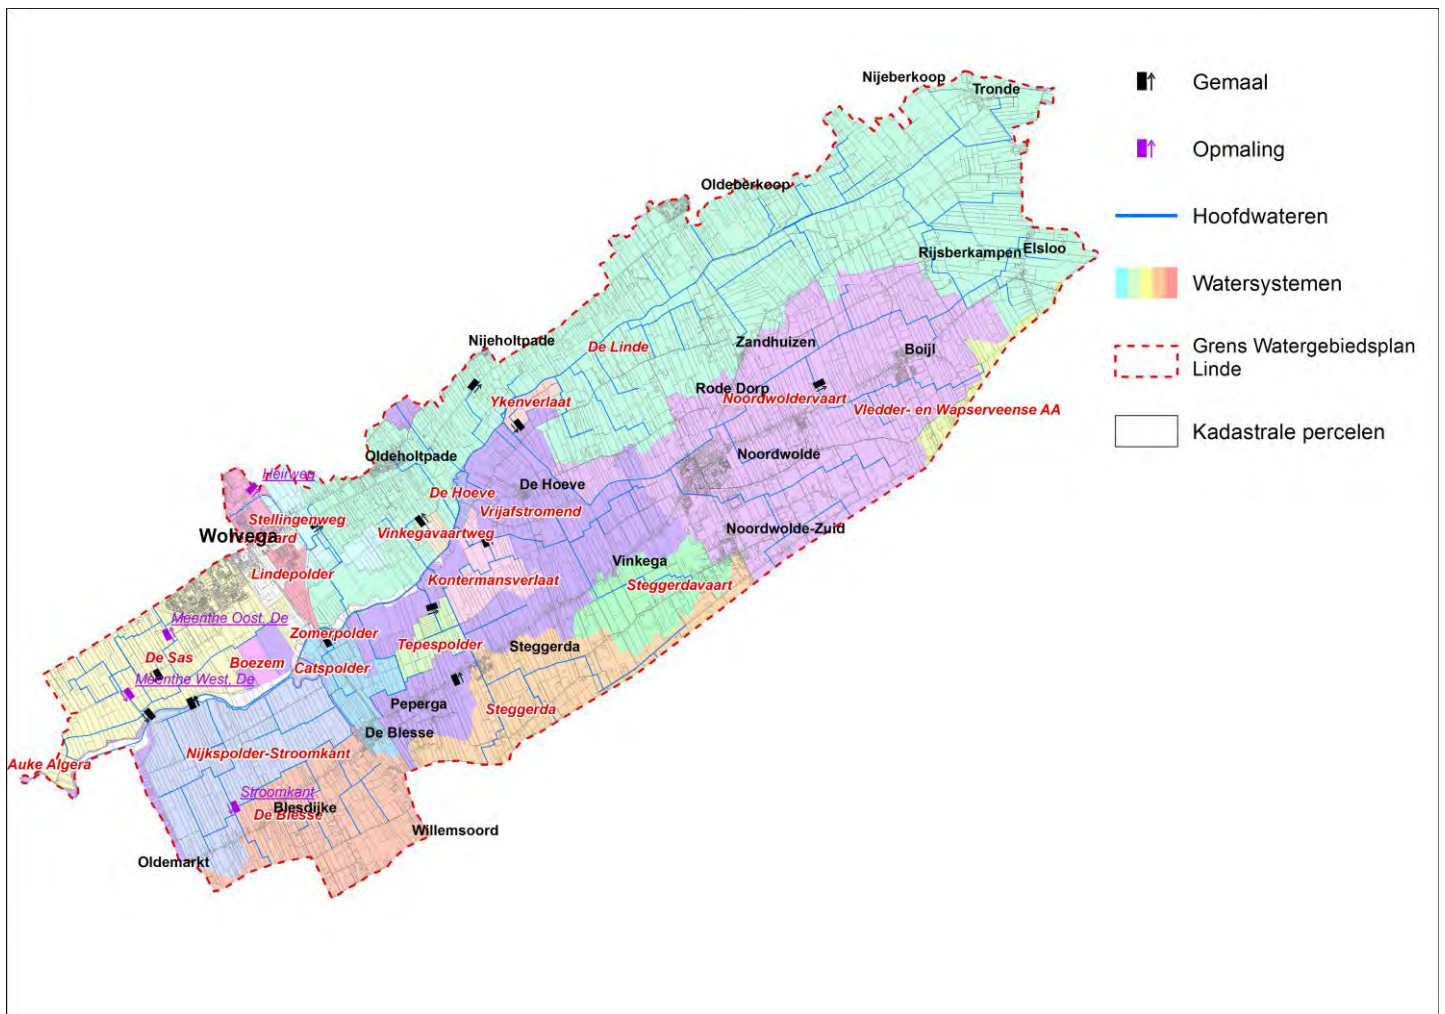 Nijeberkoop
Tronde
Oldeberkoop
Rijsberkampen
Elsloo
Nijeholtpade
De Linde
Zandhuizen
Boijl
Rode Dorp
Noordwoldervaart
Ykenverlaat
Vledder- en Wapserveense AA
Oldeholtpade
Noordwolde
Heirweg
De Hoeve
De Hoeve
Vrijafstromend
Stellingenweg
Vinkegavaartweg
Noordwolde-Zuid
Wolvega
Vinkega
Lindepolder
Kontermansverlaat
Steggerdavaart
Meenthe Oost, De
Zomerpolder
Tepespolder
Steggerda
De Sas
Boezem
Catspolder
Meenthe West, De
Peperga
Steggerda
De Blesse
Nijkspolder-Stroomkant
Auke Algera
Stroomkant
Blesdijke
De Blesse
Willemsoord
Oldemarkt
Gemaal
Opmaling
Hoofdwateren
Watersystemen
Grens Watergebiedsplan
Linde
Kadastrale percelen